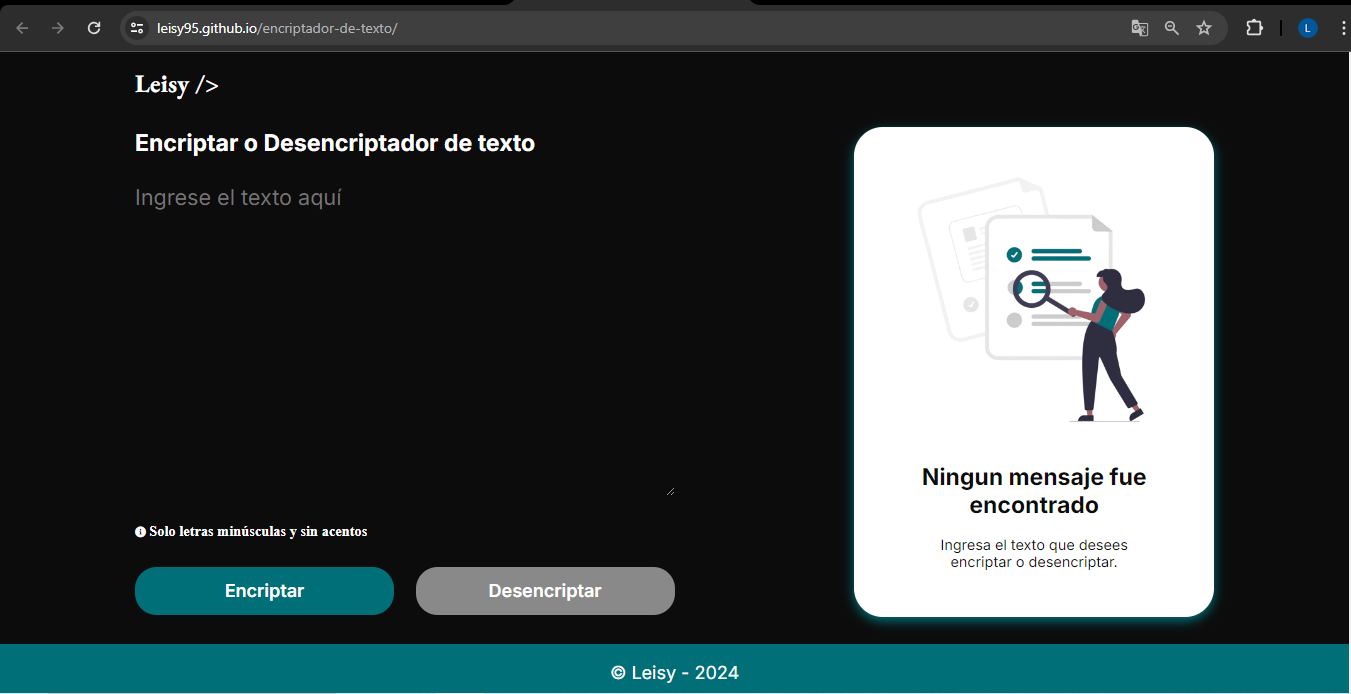 leisy95.github.io/encriptador-de-texto/
L
Leisy />
Encriptar o Desencriptador de texto
Ingrese el texto aquí
Solo letras minúsculas y sin acentos
Encriptar
Desencriptar
Ningun mensaje fue
encontrado
Ingresa el texto que desees
encriptar o desencriptar.
© Leisy - 2024